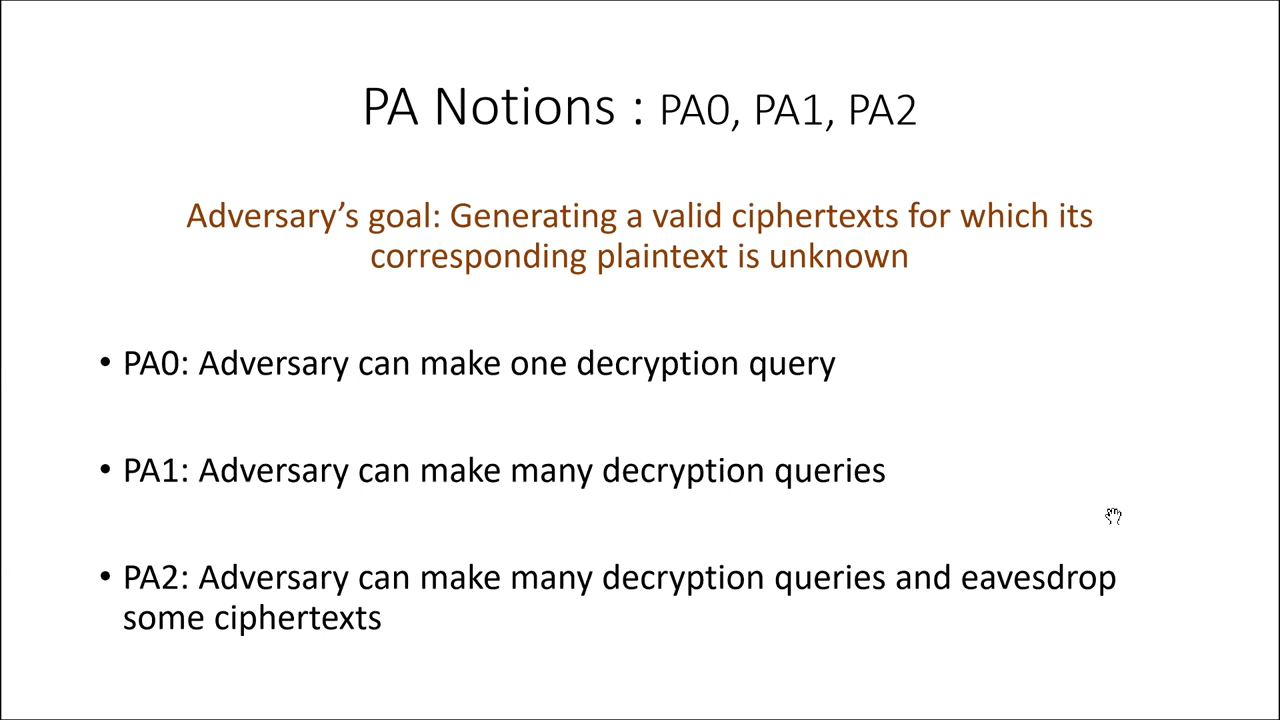 PA Notions : PA0, PA1, PA2
Adversary's goal: Generating a valid ciphertexts for which its
corresponding plaintext is unknown
• PA0: Adversary can make one decryption query
• PA1: Adversary can make many decryption queries
• PA2: Adversary can make many decryption queries and eavesdrop
some ciphertexts